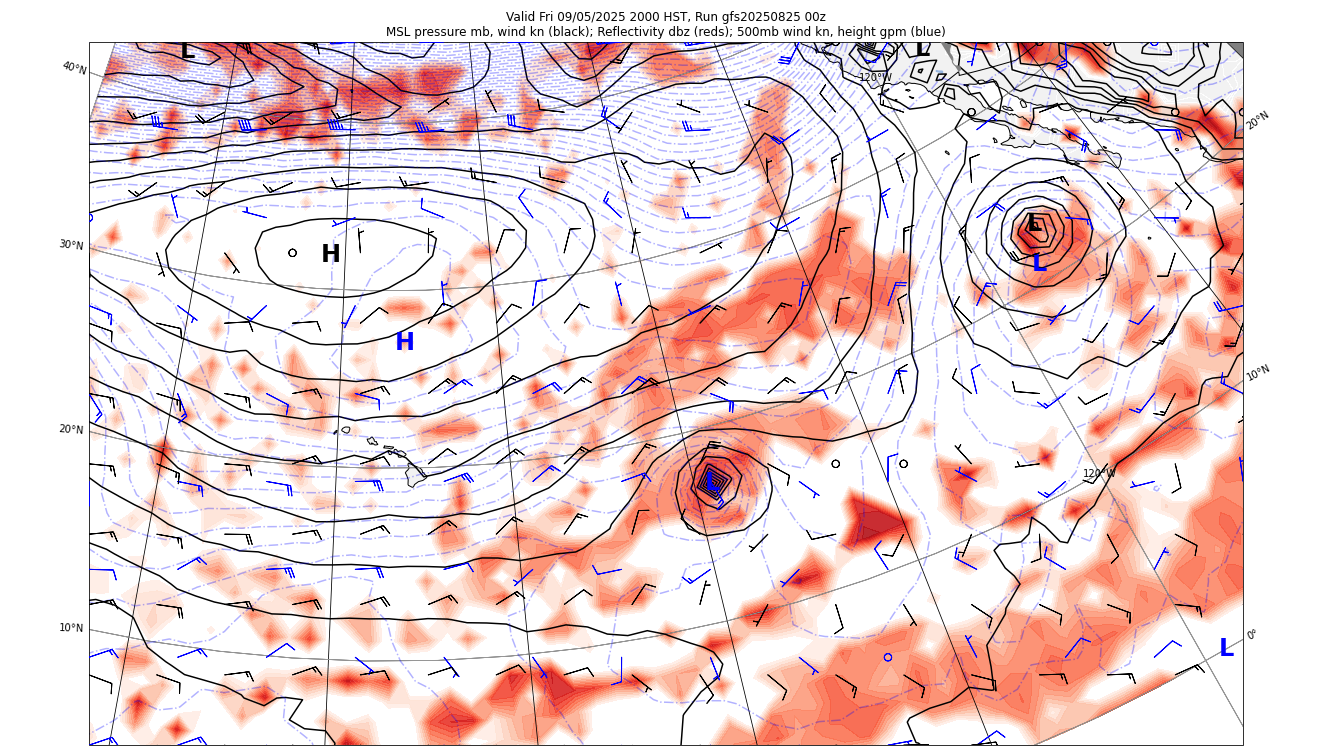 Valid Fri 09/05/2025 2000 HST, Run gfs20250825 00z
MSL pressure mb, wind kn (black); Reflectivity dbz (reds); 500mb wind kn, height gpm (blue)
L
L
40°N
120°W
20°N
L
30°N
H
L
H
10°N
20°N
120°W
L
10°N
0°
L